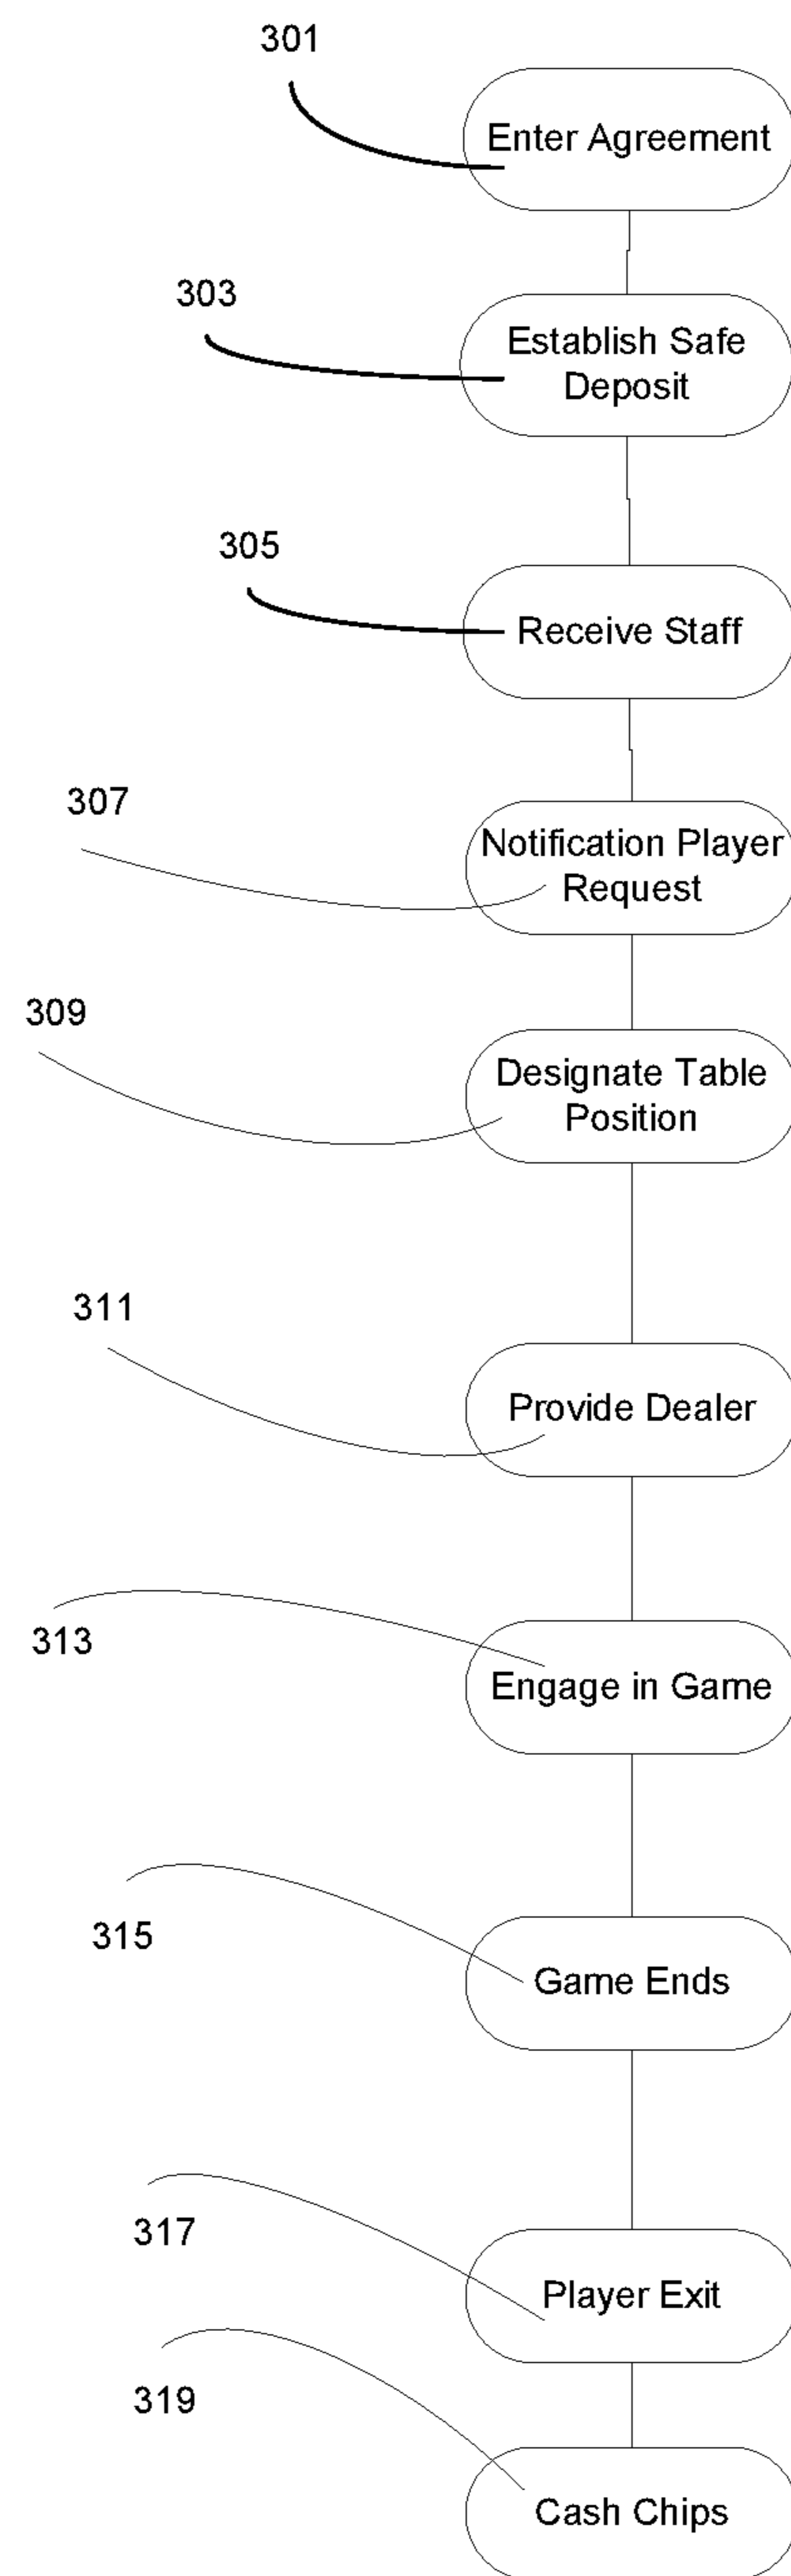 301
Enter Agreement
303
Establish Safe
Deposit
305
Receive Staff
307
Notification Player
Request
309
Designate Table
Position
311
Provide Dealer
313
Engage in Game
315
Game Ends
317
Player Exit
319
Cash Chips